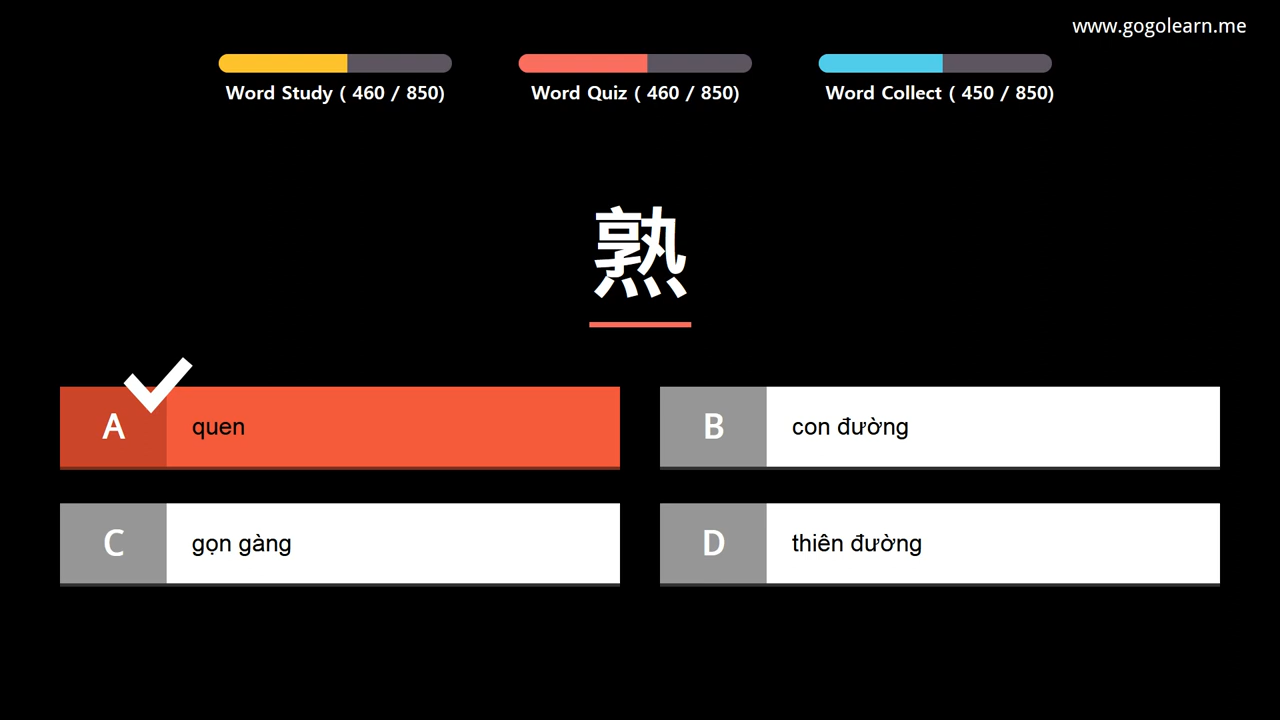 www.gogolearn.me
Word Study ( 460 / 850)
Word Quiz ( 460 / 850)
Word Collect ( 450 / 850)
熟
A quen
B con đường
C gọn gàng
D thiên đường